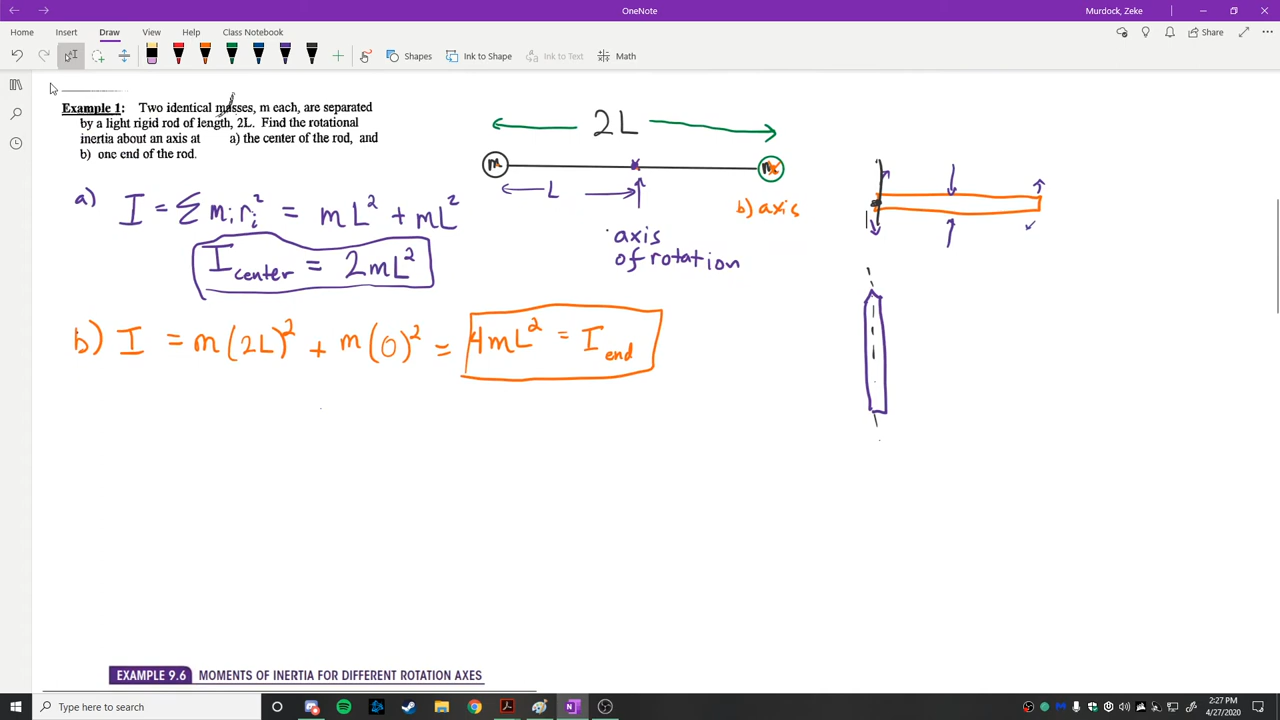 OneNote
Murdock, Zeke
Home Insert Draw View Help Class Notebook
Share
Shapes Ink to Shape Ink to Text Math
Example 1: Two identical masses, m each, are separated
by a light rigid rod of length, 2L. Find the rotational
inertia about an axis at a) the center of the rod, and
b) one end of the rod.
2L
m
m
L
b) axis
axis
of rotation
a) I = Σ mᵢ rᵢ² = mL² + mL²
I center = 2mL²
b) I = m(2L)² + m(0)² = 4mL² = I end
EXAMPLE 9.6 MOMENTS OF INERTIA FOR DIFFERENT ROTATION AXES
Type here to search
2:27 PM
4/27/2020